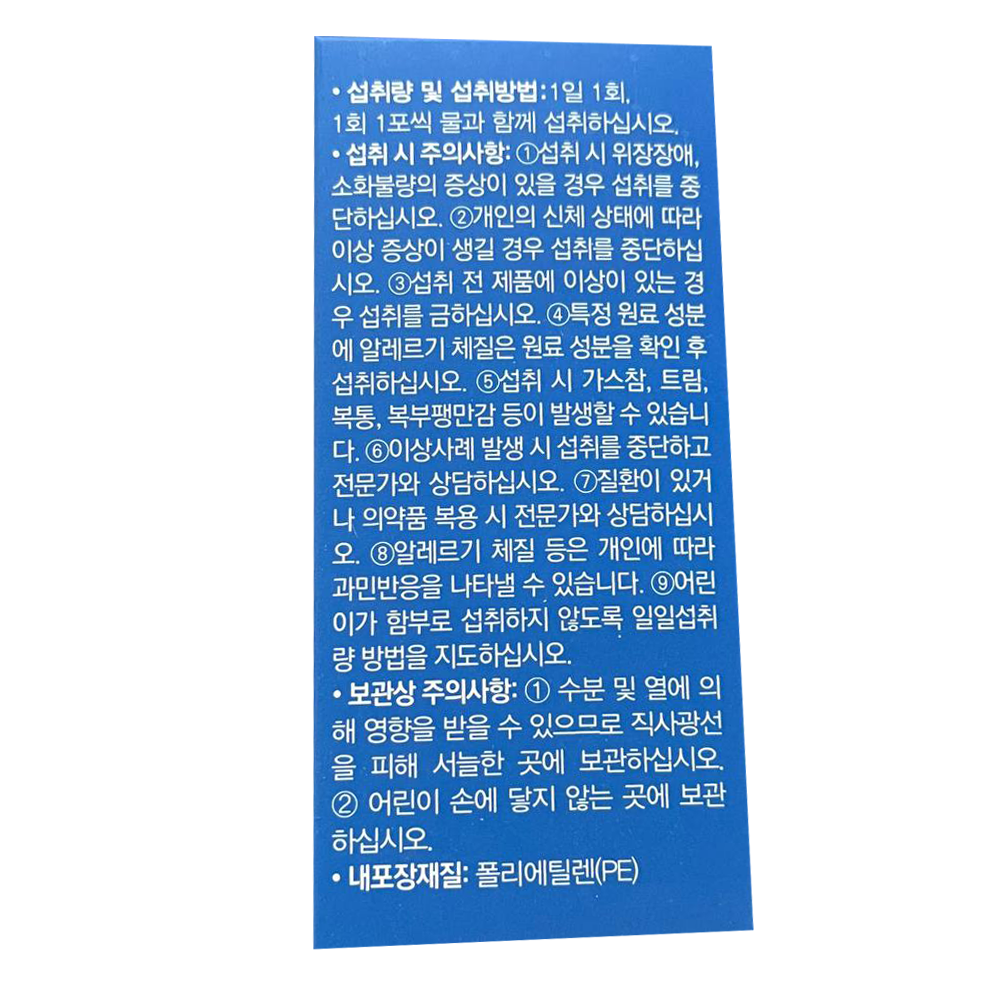 • 섭취량 및 섭취방법:1일 1회,
1회 1포씩 물과 함께 섭취하십시오.
• 섭취 시 주의사항: ①섭취 시 위장장애,
소화불량의 증상이 있을 경우 섭취를 중
단하십시오. ②개인의 신체 상태에 따라
이상 증상이 생길 경우 섭취를 중단하십
시오. ③섭취 전 제품에 이상이 있는 경
우 섭취를 금하십시오. ④특정 원료 성분
에 알레르기 체질은 원료 성분을 확인 후
섭취하십시오. ⑤섭취 시 가스참, 트림,
복통, 복부팽만감 등이 발생할 수 있습니
다. ⑥이상사례 발생 시 섭취를 중단하고
전문가와 상담하십시오. ⑦질환이 있거
나 의약품 복용 시 전문가와 상담하십시
오. ⑧알레르기 체질 등은 개인에 따라
과민반응을 나타낼 수 있습니다. ⑨어린
이가 함부로 섭취하지 않도록 일일섭취
량 방법을 지도하십시오.
• 보관상 주의사항: ① 수분 및 열에 의
해 영향을 받을 수 있으므로 직사광선
을 피해 서늘한 곳에 보관하십시오.
② 어린이 손에 닿지 않는 곳에 보관
하십시오.
• 내포장재질: 폴리에틸렌(PE)